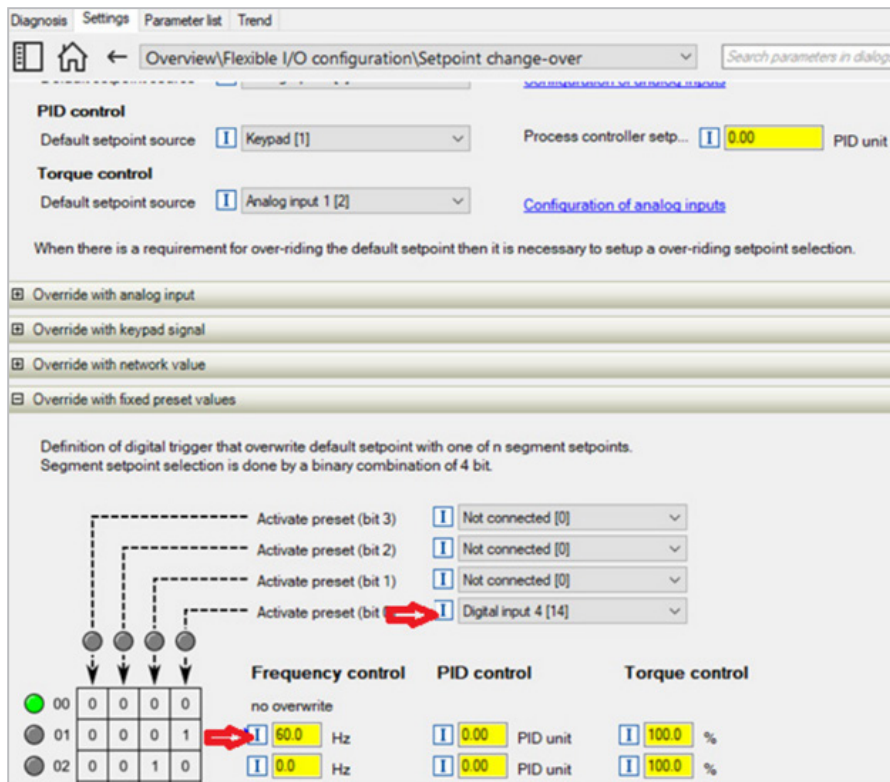 Diagnosis Settings Parameter list Trend
Overview\Flexible I/O configuration\Setpoint change-over Search parameters in dialog
Configuration of analog inputs
PID control
Default setpoint source I Keypad [1] Process controller setp... I 0.00 PID unit
Torque control
Default setpoint source I Analog input 1 [2] Configuration of analog inputs
When there is a requirement for over-riding the default setpoint then it is necessary to setup a over-riding setpoint selection.
Override with analog input
Override with keypad signal
Override with network value
Override with fixed preset values
Definition of digital trigger that overwrite default setpoint with one of n segment setpoints.
Segment setpoint selection is done by a binary combination of 4 bit.
Activate preset (bit 3) I Not connected [0]
Activate preset (bit 2) I Not connected [0]
Activate preset (bit 1) I Not connected [0]
Activate preset (bit I Digital input 4 [14]
Frequency control PID control Torque control
00 0 0 0 0 no overwrite
01 0 0 0 1 I 60.0 Hz I 0.00 PID unit I 100.0 %
02 0 0 1 0 I 0.0 Hz I 0.00 PID unit I 100.0 %